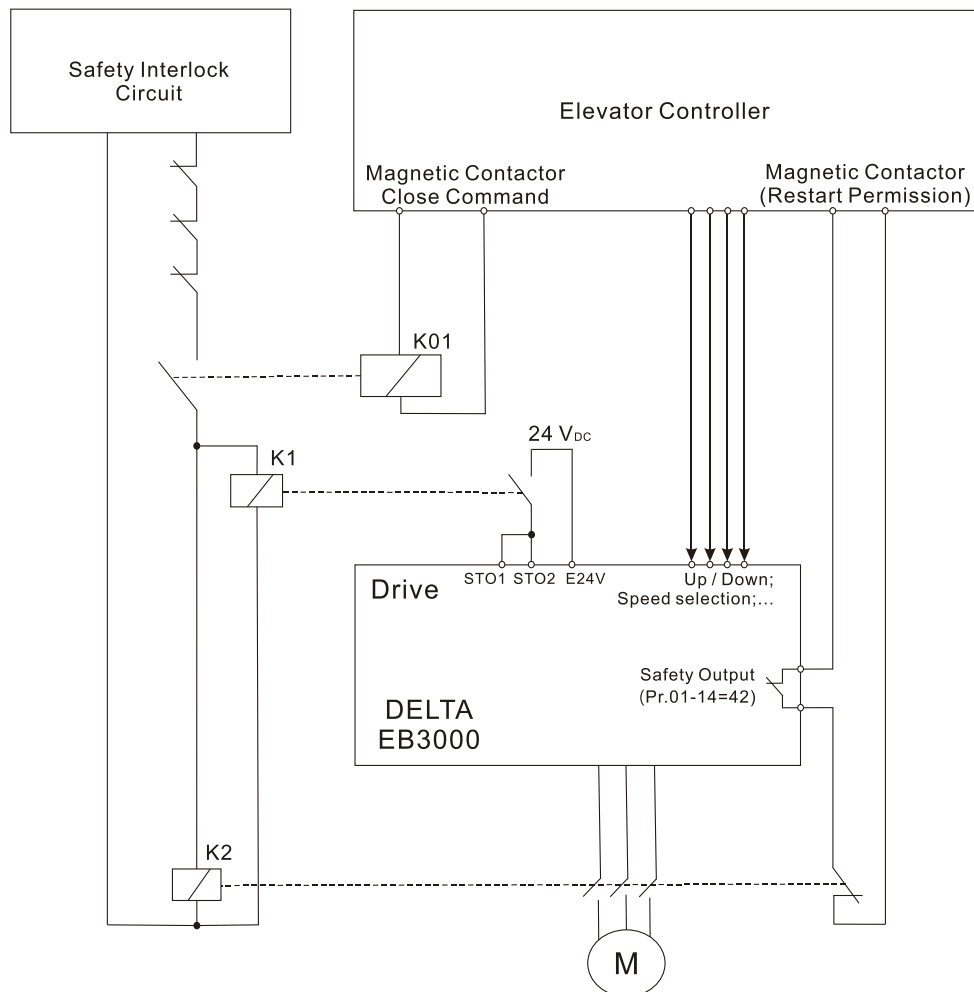 Safety Interlock
Circuit
Elevator Controller
Magnetic Contactor
Close Command
Magnetic Contactor
(Restart Permission)
K01
24 VDC
K1
STO1 STO2 E24V
Up / Down;
Speed selection;...
Drive
Safety Output
(Pr.01-14=42)
DELTA
EB3000
K2
M